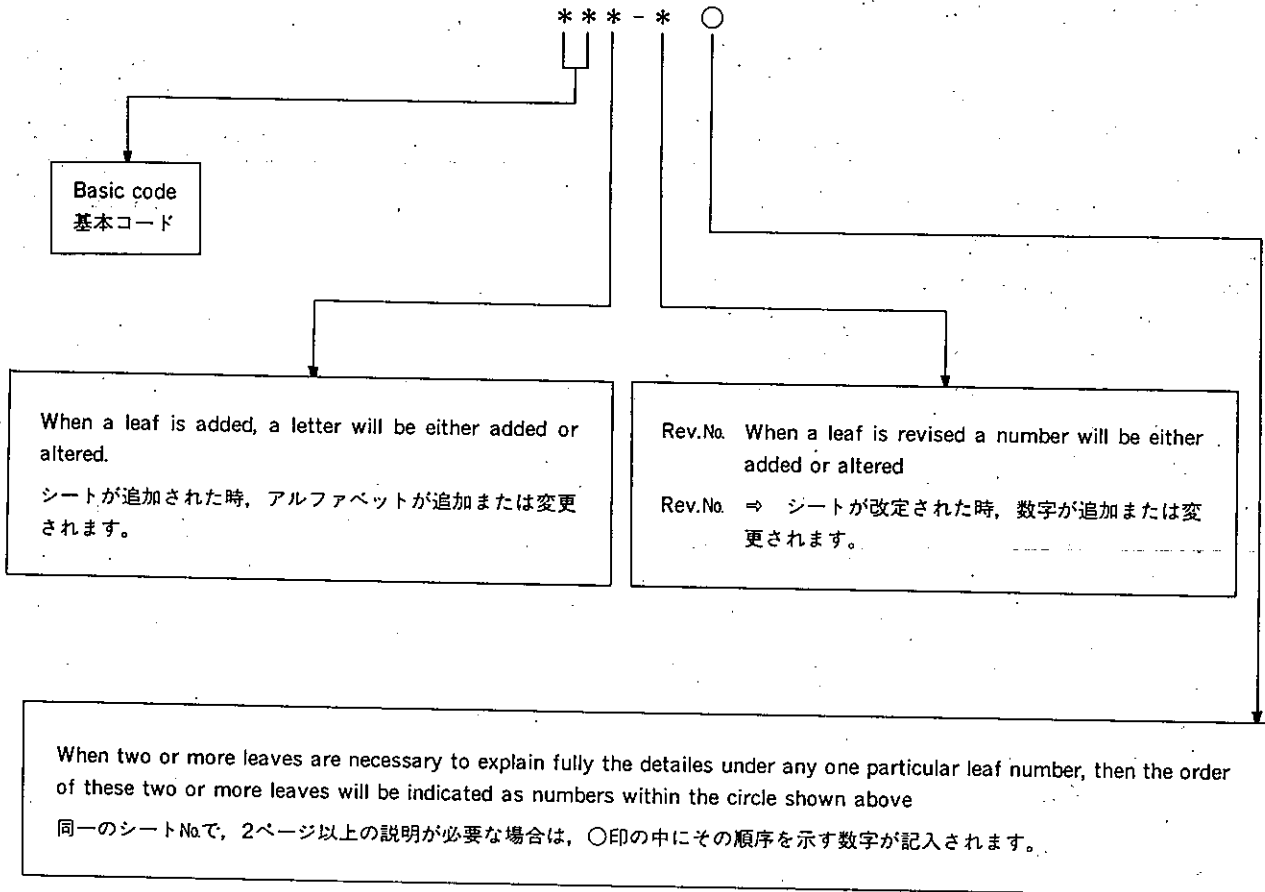 ***-* ○
Basic code
基本コード
When a leaf is added, a letter will be either added or
altered.
シートが追加された時，アルファベットが追加または変更
されます。
Rev.No. When a leaf is revised a number will be either
added or altered
Rev.No. ⇒ シートが改定された時，数字が追加または変
更されます。
When two or more leaves are necessary to explain fully the detailes under any one particular leaf number, then the order
of these two or more leaves will be indicated as numbers within the circle shown above
同一のシートNo.で，2ページ以上の説明が必要な場合は，○印の中にその順序を示す数字が記入されます。